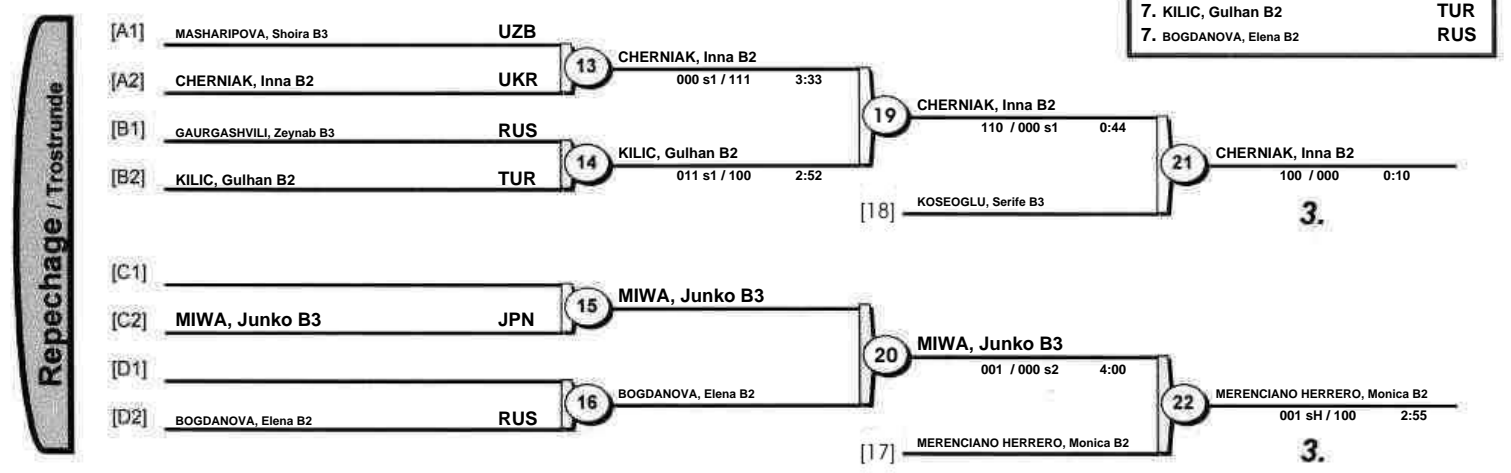 7. KILIC, Gulhan B2 TUR
7. BOGDANOVA, Elena B2 RUS
Repechage / Trostrunde
[A1] MASHARIPOVA, Shoira B3 UZB
13 CHERNIAK, Inna B2
000 s1 / 111 3:33
[A2] CHERNIAK, Inna B2 UKR
19 CHERNIAK, Inna B2
110 / 000 s1 0:44
[B1] GAURGASHVILI, Zeynab B3 RUS
14 KILIC, Gulhan B2
011 s1 / 100 2:52
[B2] KILIC, Gulhan B2 TUR
21 CHERNIAK, Inna B2
100 / 000 0:10
[18] KOSEOGLU, Serife B3
3.
[C1]
15 MIWA, Junko B3
[C2] MIWA, Junko B3 JPN
20 MIWA, Junko B3
001 / 000 s2 4:00
[D1]
16 BOGDANOVA, Elena B2
[D2] BOGDANOVA, Elena B2 RUS
22 MERENCIANO HERRERO, Monica B2
001 sH / 100 2:55
[17] MERENCIANO HERRERO, Monica B2
3.